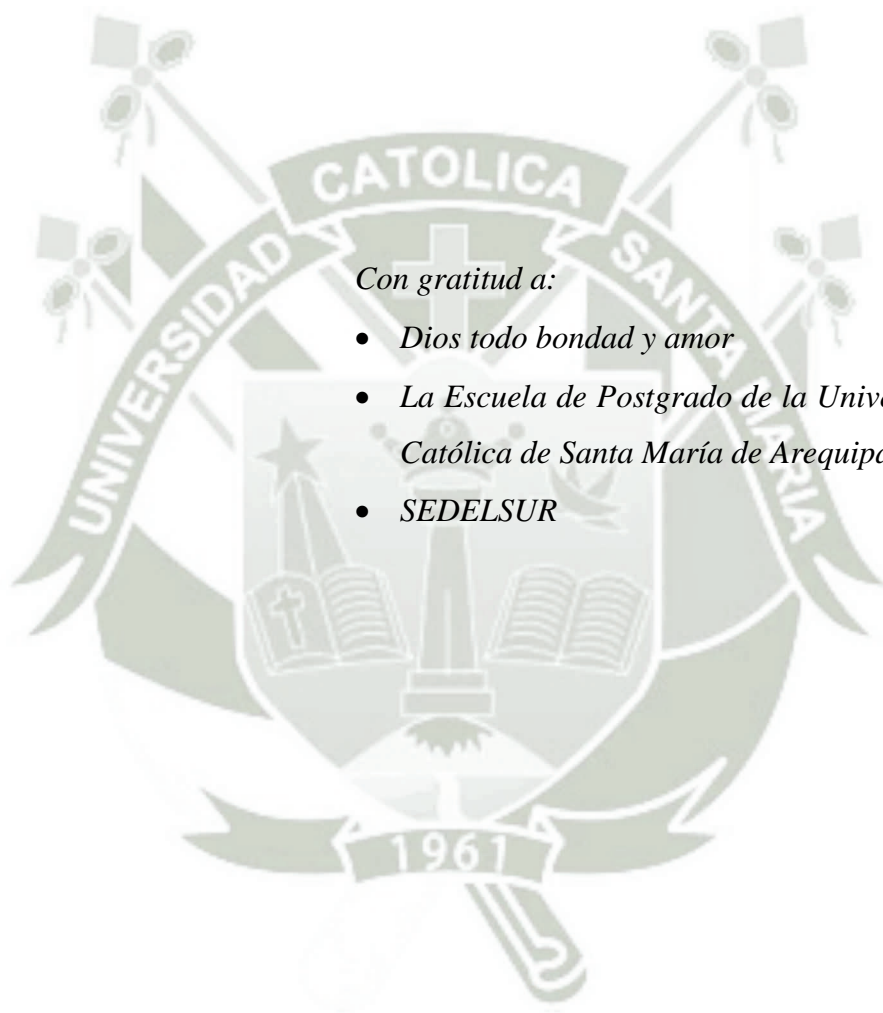 CATOLICA
UNIVERSIDAD
SANTA MARIA
Con gratitud a:
• Dios todo bondad y amor
• La Escuela de Postgrado de la Unive
Católica de Santa María de Arequipa
• SEDELSUR
1961